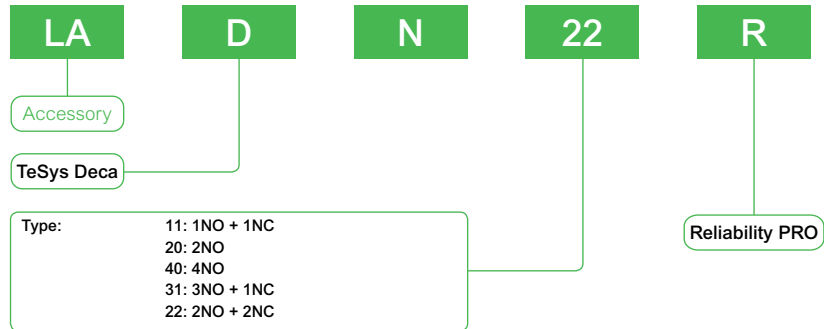 LA D N 22 R
Accessory
TeSys Deca
Type: 11: 1NO + 1NC
20: 2NO
40: 4NO
31: 3NO + 1NC
22: 2NO + 2NC
Reliability PRO